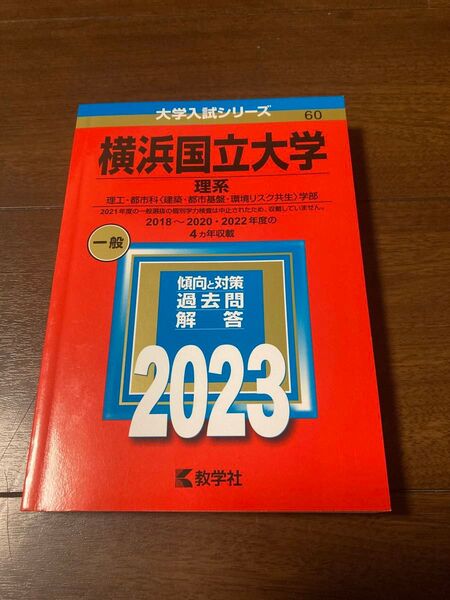 大学入試シリーズ
60
横浜国立大学
理系
理工・都市科〈建築・都市基盤・環境リスク共生〉学部
2021年度の一般選抜の個別学力検査は中止されたため、収載していません。
2018～2020・2022年度の
4ヵ年収載
一般
傾向と対策
過去問
解答
2023
教学社